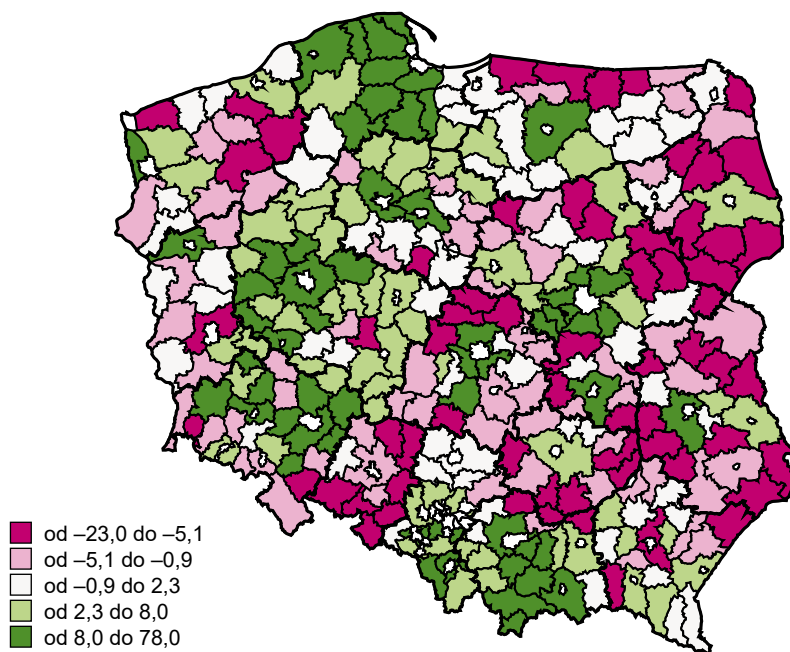 od –23,0 do –5,1
od –5,1 do –0,9
od –0,9 do 2,3
od 2,3 do 8,0
od 8,0 do 78,0